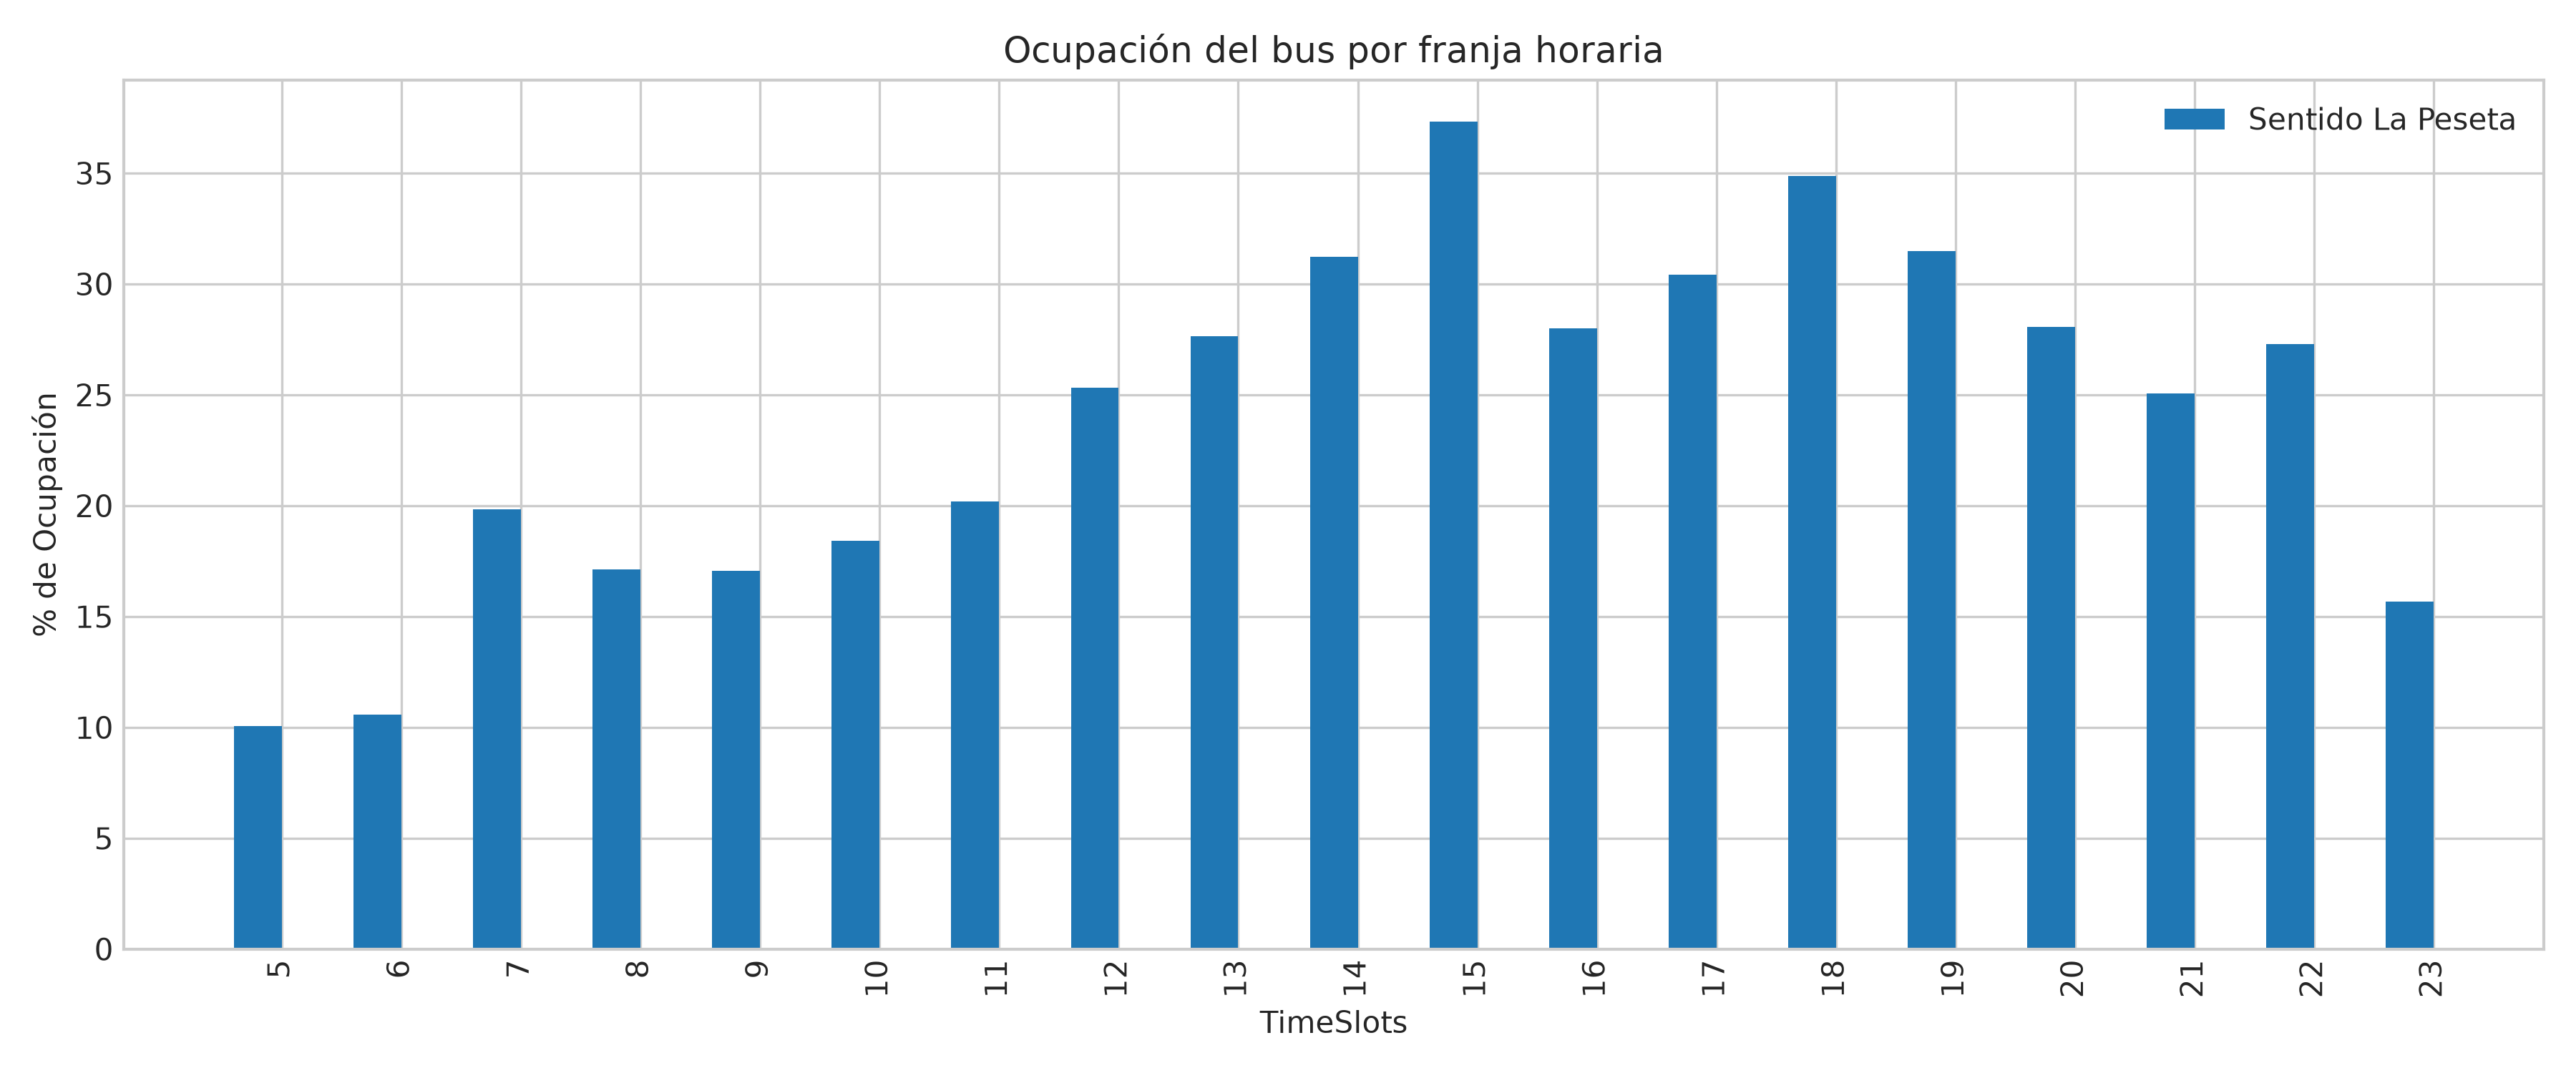 Ocupación del bus por franja horaria
Sentido La Peseta
% de Ocupación
35
30
25
20
15
10
5
0
5 6 7 8 9 10 11 12 13 14 15 16 17 18 19 20 21 22 23
TimeSlots